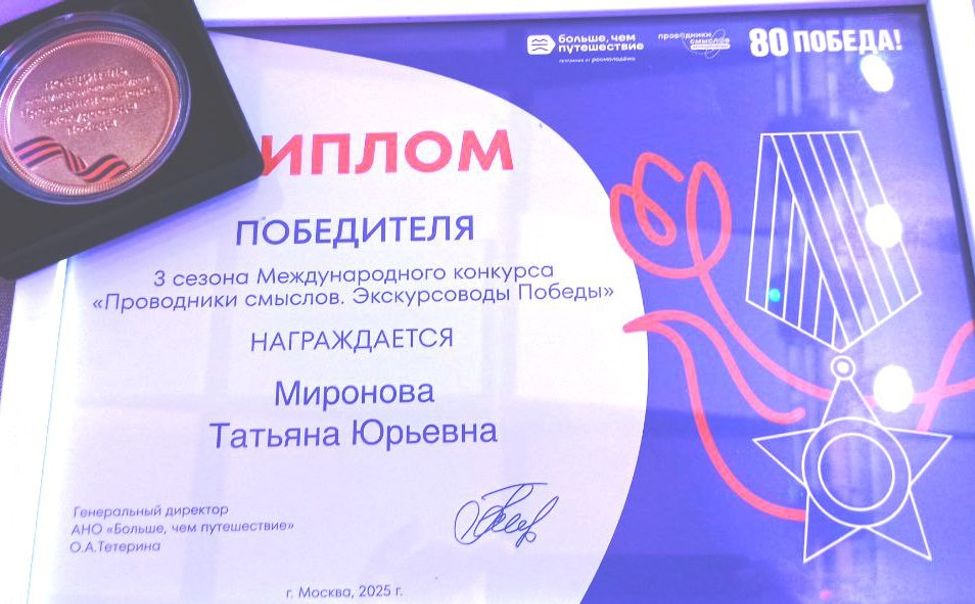 больше, чем
путешествие
проводники
смыслов
80 ПОБЕДА!
ПОБЕДИТЕЛЬ
ИПЛОМ
ПОБЕДИТЕЛЯ
3 сезона Международного конкурса
«Проводники смыслов. Экскурсоводы Победы»
НАГРАЖДАЕТСЯ
Миронова
Татьяна Юрьевна
Генеральный директор
АНО «Больше, чем путешествие»
О.А.Тетерина
г. Москва, 2025 г.